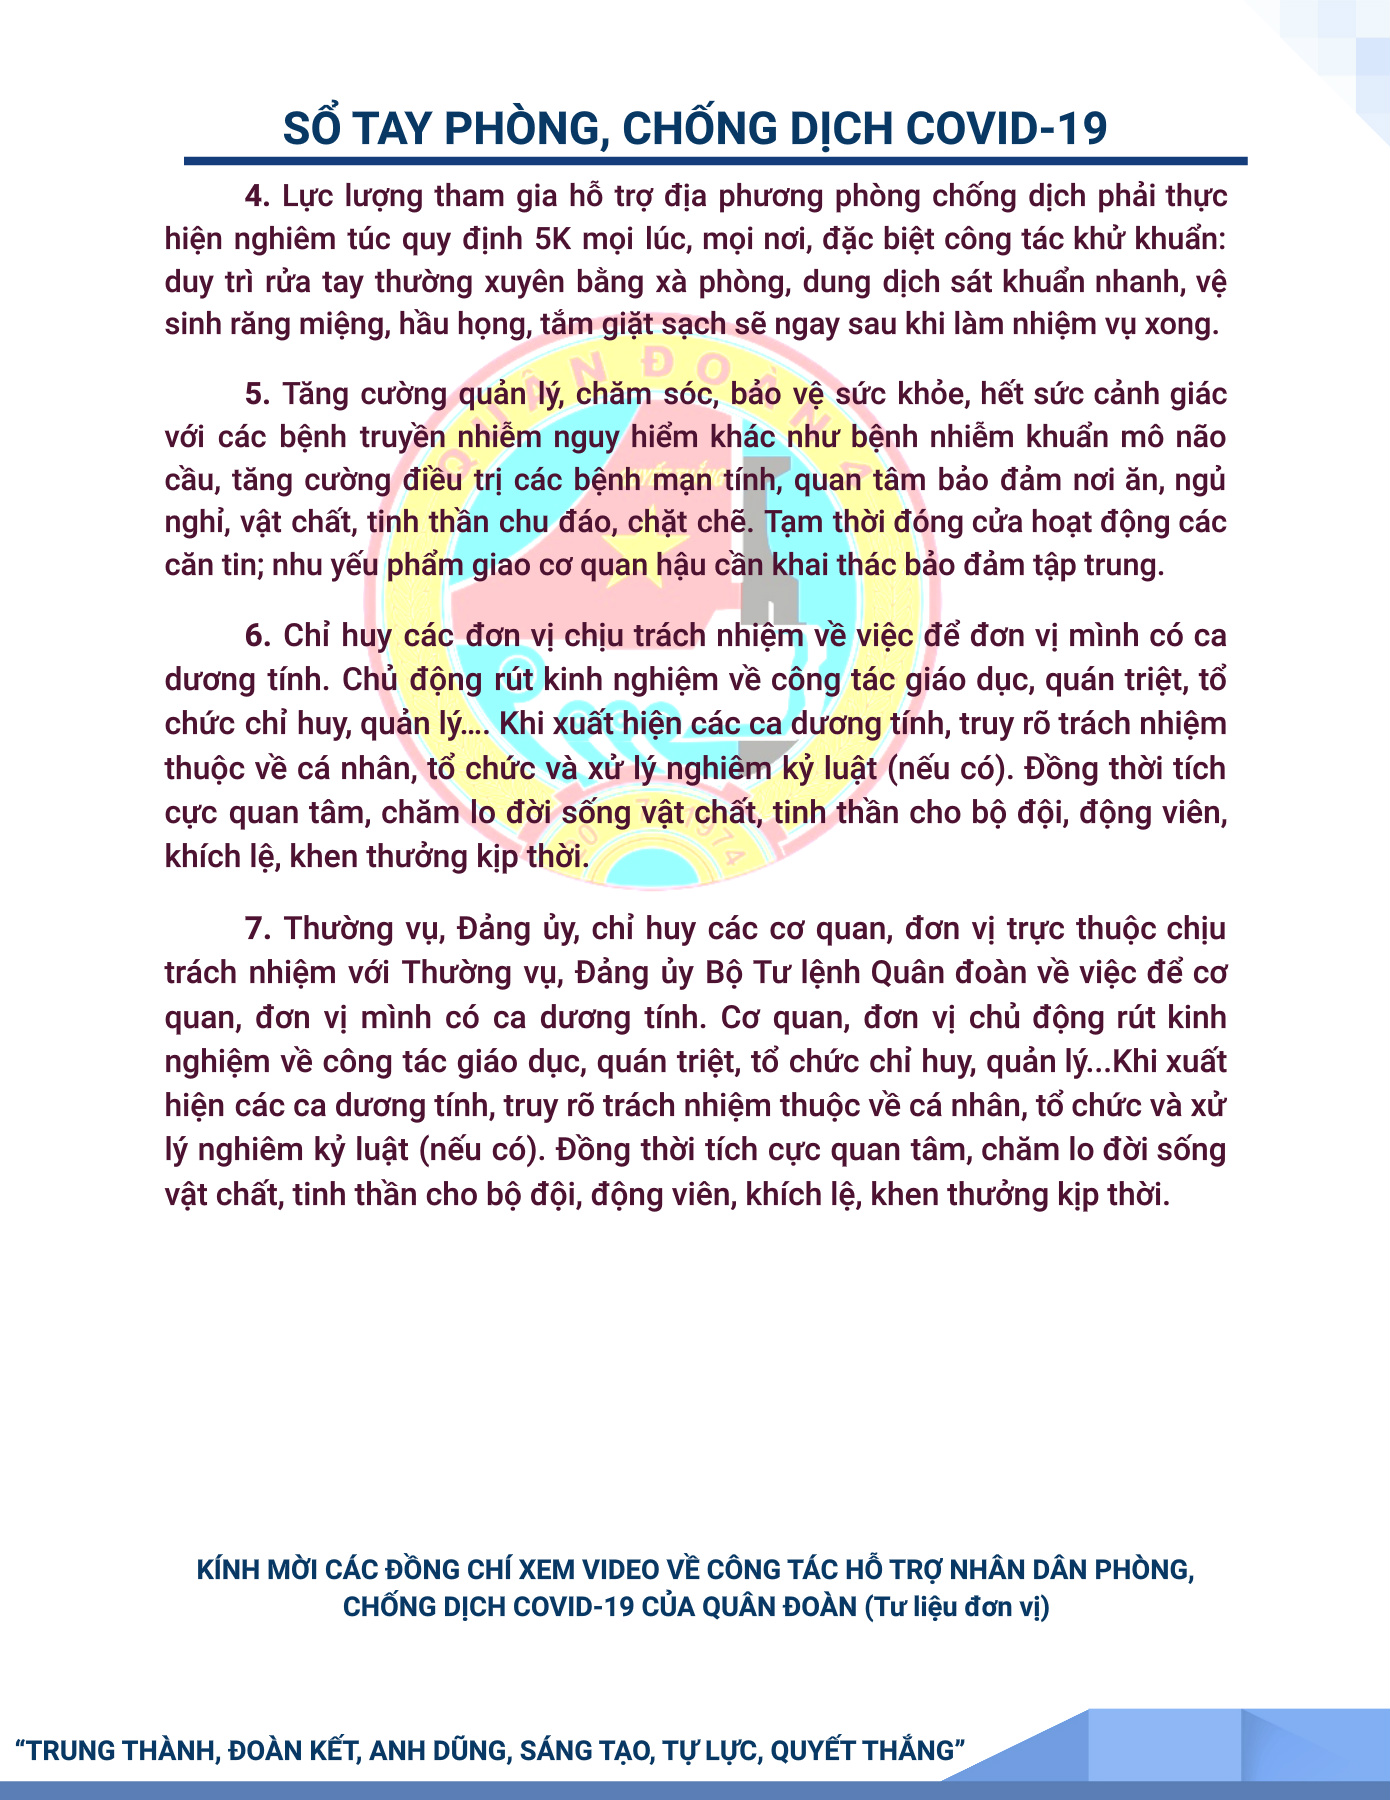 SỔ TAY PHÒNG, CHỐNG DỊCH COVID-19
4. Lực lượng tham gia hỗ trợ địa phương phòng chống dịch phải thực
hiện nghiêm túc quy định 5K mọi lúc, mọi nơi, đặc biệt công tác khử khuẩn:
duy trì rửa tay thường xuyên bằng xà phòng, dung dịch sát khuẩn nhanh, vệ
sinh răng miệng, hầu họng, tắm giặt sạch sẽ ngay sau khi làm nhiệm vụ xong.
QUÂN ĐOÀN 4
5. Tăng cường quản lý, chăm sóc, bảo vệ sức khỏe, hết sức cảnh giác
với các bệnh truyền nhiễm nguy hiểm khác như bệnh nhiễm khuẩn mô não
cầu, tăng cường điều trị các bệnh mạn tính, quan tâm bảo đảm nơi ăn, ngủ
nghỉ, vật chất, tinh thần chu đáo, chặt chẽ. Tạm thời đóng cửa hoạt động các
căn tin; nhu yếu phẩm giao cơ quan hậu cần khai thác bảo đảm tập trung.
6. Chỉ huy các đơn vị chịu trách nhiệm về việc để đơn vị mình có ca
dương tính. Chủ động rút kinh nghiệm về công tác giáo dục, quán triệt, tổ
chức chỉ huy, quản lý.... Khi xuất hiện các ca dương tính, truy rõ trách nhiệm
thuộc về cá nhân, tổ chức và xử lý nghiêm kỷ luật (nếu có). Đồng thời tích
cực quan tâm, chăm lo đời sống vật chất, tinh thần cho bộ đội, động viên,
khích lệ, khen thưởng kịp thời.
7. Thường vụ, Đảng ủy, chỉ huy các cơ quan, đơn vị trực thuộc chịu
trách nhiệm với Thường vụ, Đảng ủy Bộ Tư lệnh Quân đoàn về việc để cơ
quan, đơn vị mình có ca dương tính. Cơ quan, đơn vị chủ động rút kinh
nghiệm về công tác giáo dục, quán triệt, tổ chức chỉ huy, quản lý...Khi xuất
hiện các ca dương tính, truy rõ trách nhiệm thuộc về cá nhân, tổ chức và xử
lý nghiêm kỷ luật (nếu có). Đồng thời tích cực quan tâm, chăm lo đời sống
vật chất, tinh thần cho bộ đội, động viên, khích lệ, khen thưởng kịp thời.
KÍNH MỜI CÁC ĐỒNG CHÍ XEM VIDEO VỀ CÔNG TÁC HỖ TRỢ NHÂN DÂN PHÒNG,
CHỐNG DỊCH COVID-19 CỦA QUÂN ĐOÀN (Tư liệu đơn vị)
“TRUNG THÀNH, ĐOÀN KẾT, ANH DŨNG, SÁNG TẠO, TỰ LỰC, QUYẾT THẮNG”